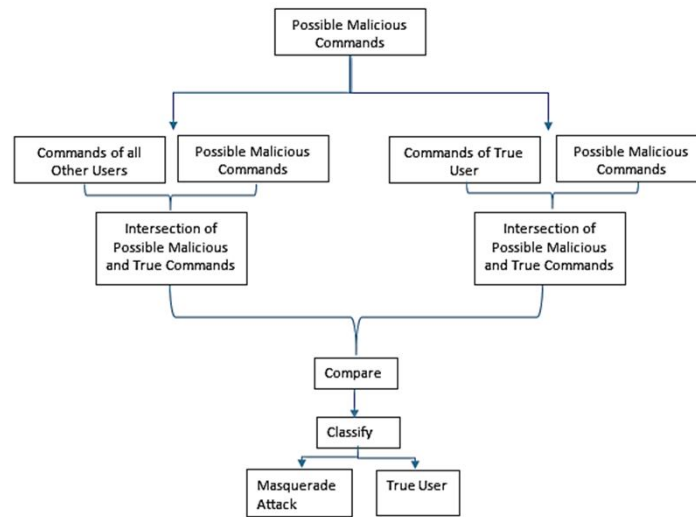 Possible Malicious
Commands
Commands of all
Other Users
Possible Malicious
Commands
Commands of True
User
Possible Malicious
Commands
Intersection of
Possible Malicious
and True Commands
Intersection of
Possible Malicious
and True Commands
Compare
Classify
Masquerade
Attack
True User